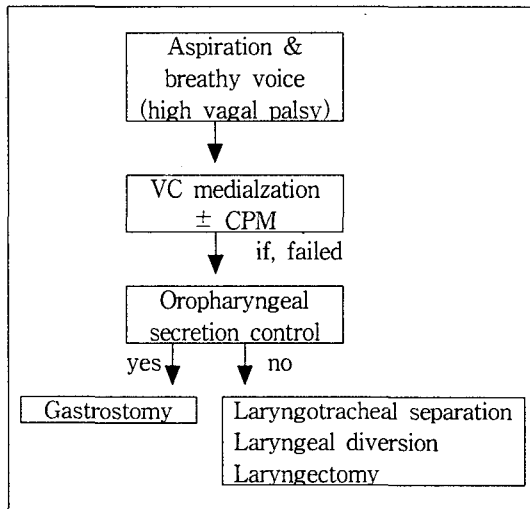 Aspiration &
breathy voice
(high vagal palsy)
VC medialzation
± CPM
if, failed
Oropharyngeal
secretion control
yes
no
Gastrostomy
Laryngotracheal separation
Laryngeal diversion
Laryngectomy